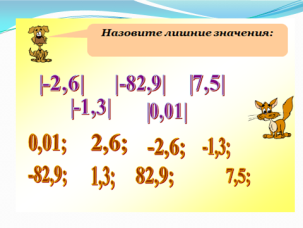 Назовите лишние значения:
|-2,6| |-82,9| |7,5|
|-1,3| |0,01|
0,01; 2,6; -2,6; -1,3;
-82,9; 1,3; 82,9; 7,5;